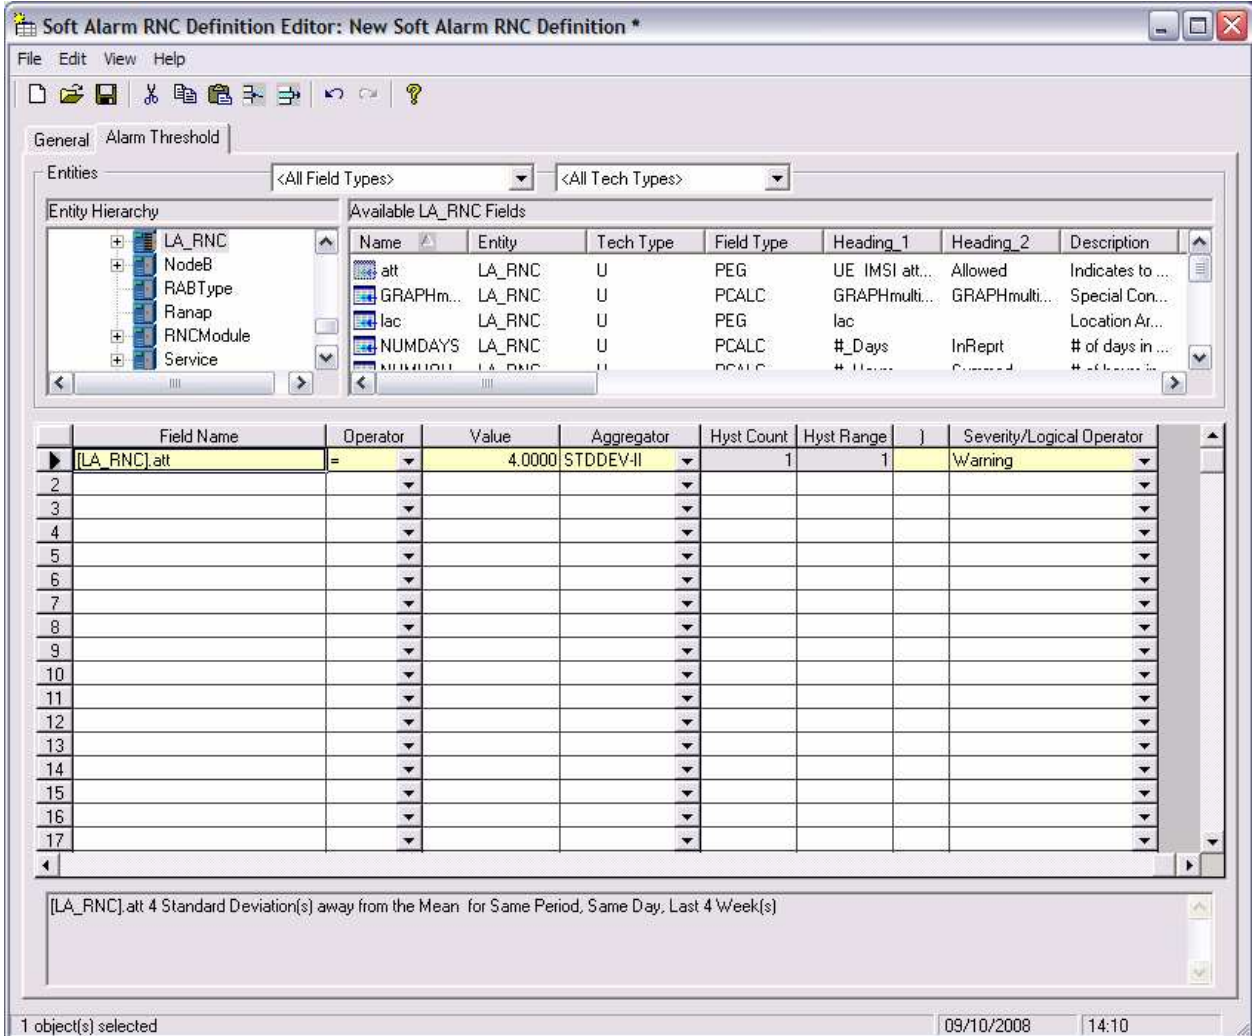 Soft Alarm RNC Definition Editor: New Soft Alarm RNC Definition *
File Edit View Help
General Alarm Threshold
Entities <All Field Types> <All Tech Types>
Entity Hierarchy
LA_RNC
NodeB
RABType
Ranap
RNCModule
Service
Available LA_RNC Fields
Name Entity Tech Type Field Type Heading_1 Heading_2 Description
att LA_RNC U PEG UE IMSI att... Allowed Indicates to ...
GRAPHm... LA_RNC U PCALC GRAPHmulti... GRAPHmulti... Special Con...
lac LA_RNC U PEG lac Location Ar...
NUMDAYS LA_RNC U PCALC #_Days InReprt # of days in ...
Field Name Operator Value Aggregator Hyst Count Hyst Range ) Severity/Logical Operator
[LA_RNC].att = 4.0000 STDDEV-II 1 1 Warning
2
3
4
5
6
7
8
9
10
11
12
13
14
15
16
17
[LA_RNC].att 4 Standard Deviation(s) away from the Mean for Same Period, Same Day, Last 4 Week(s)
1 object(s) selected 09/10/2008 14:10